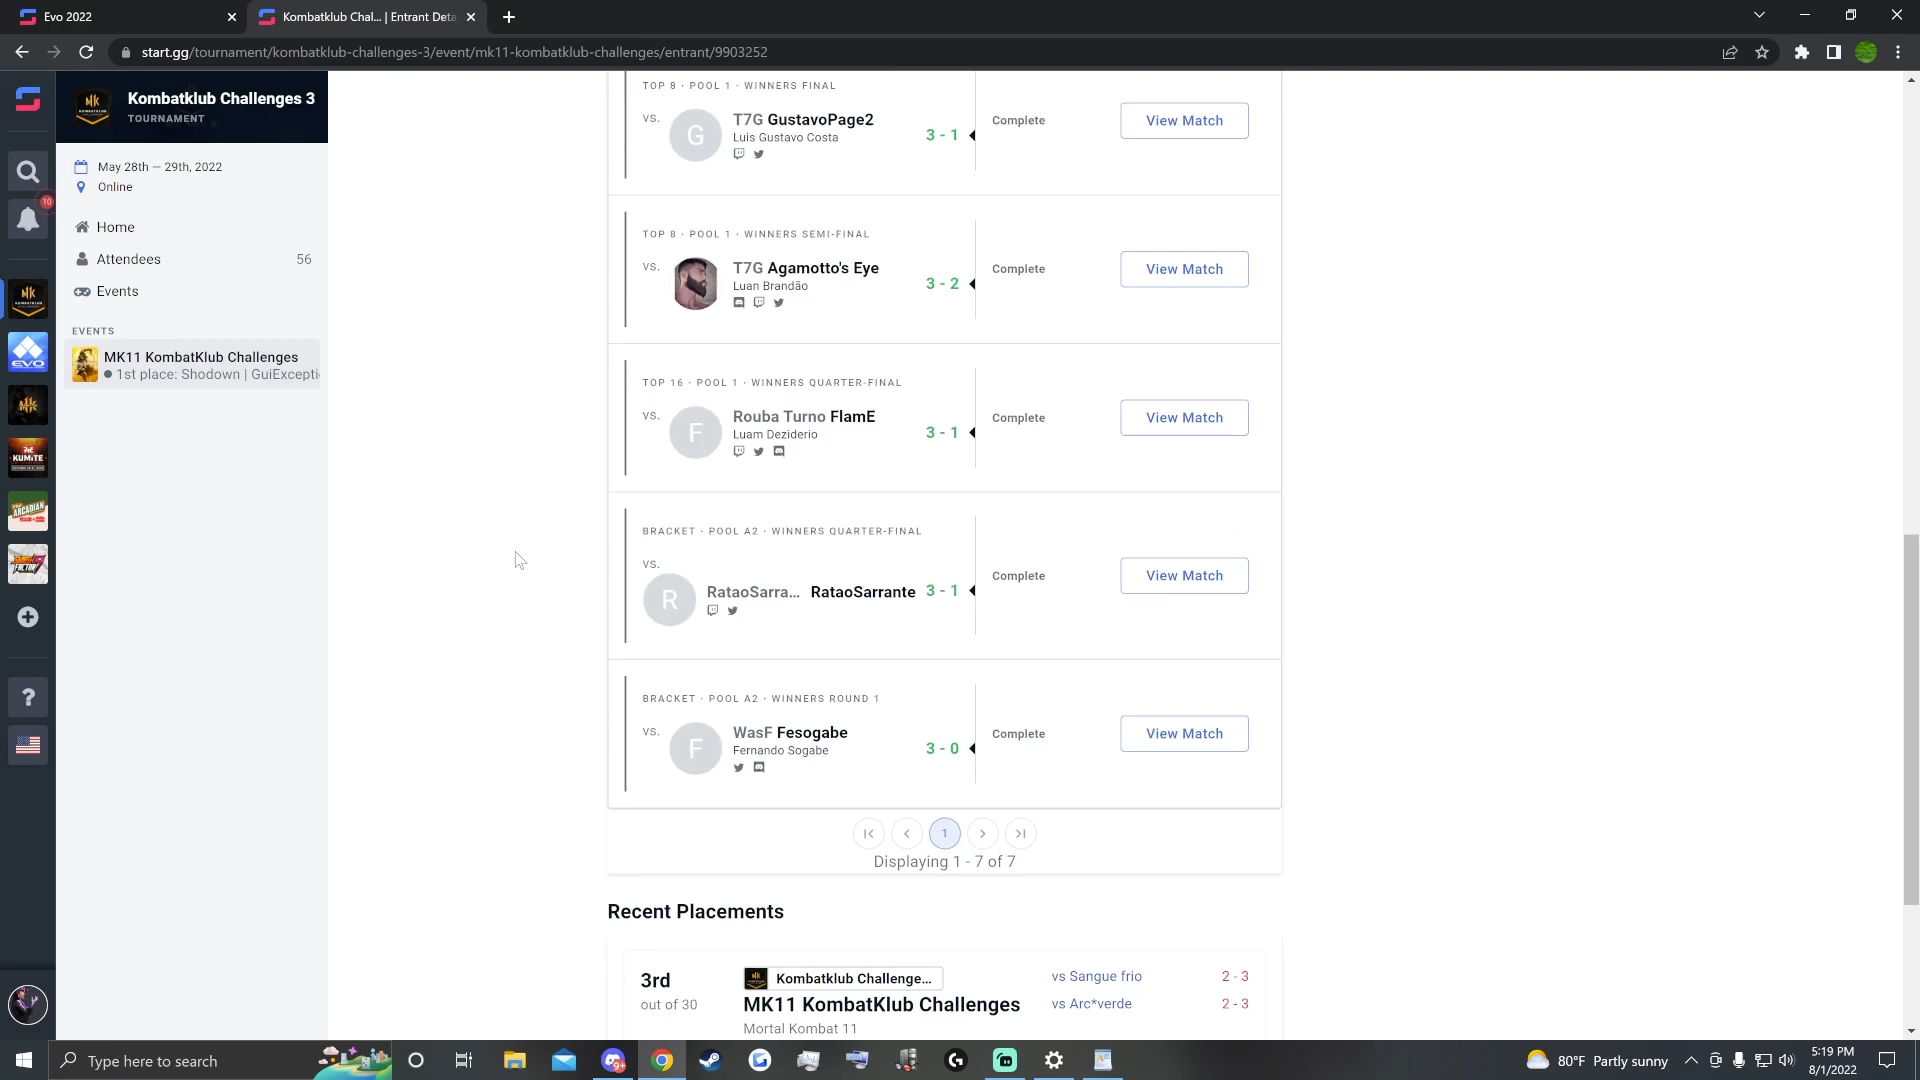 Evo 2022
Kombatklub Chal... | Entrant Deta
start.gg/tournament/kombatklub-challenges-3/event/mk11-kombatklub-challenges/entrant/9903252
Kombatklub Challenges 3
TOURNAMENT
May 28th — 29th, 2022
Online
10
Home
Attendees 56
Events
EVENTS
MK11 KombatKlub Challenges
1st place: Shodown | GuiExcepti
EVO
KUMITE
ARCADIAN
?
TOP 8 · POOL 1 · WINNERS FINAL
VS.
G
T7G GustavoPage2
Luis Gustavo Costa
3 - 1
Complete
View Match
TOP 8 · POOL 1 · WINNERS SEMI-FINAL
VS.
T7G Agamotto's Eye
Luan Brandão
3 - 2
Complete
View Match
TOP 16 · POOL 1 · WINNERS QUARTER-FINAL
VS.
F
Rouba Turno FlamE
Luam Deziderio
3 - 1
Complete
View Match
BRACKET · POOL A2 · WINNERS QUARTER-FINAL
VS.
R
RataoSarra... RataoSarrante
3 - 1
Complete
View Match
BRACKET · POOL A2 · WINNERS ROUND 1
VS.
F
WasF Fesogabe
Fernando Sogabe
3 - 0
Complete
View Match
1
Displaying 1 - 7 of 7
Recent Placements
3rd
out of 30
Kombatklub Challenge...
MK11 KombatKlub Challenges
Mortal Kombat 11
vs Sangue frio 2 - 3
vs Arc*verde 2 - 3
Type here to search
9+
80°F Partly sunny
5:19 PM
8/1/2022